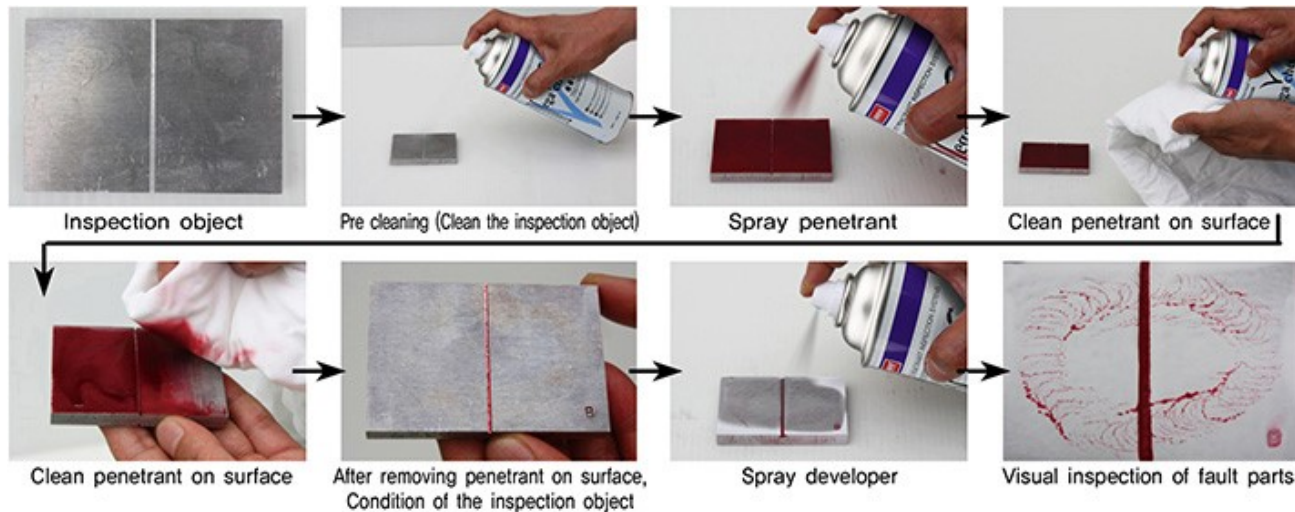 Inspection object
Pre cleaning (Clean the inspection object)
Spray penetrant
Clean penetrant on surface
Clean penetrant on surface
After removing penetrant on surface,
Condition of the inspection object
B
Spray developer
Visual inspection of fault parts